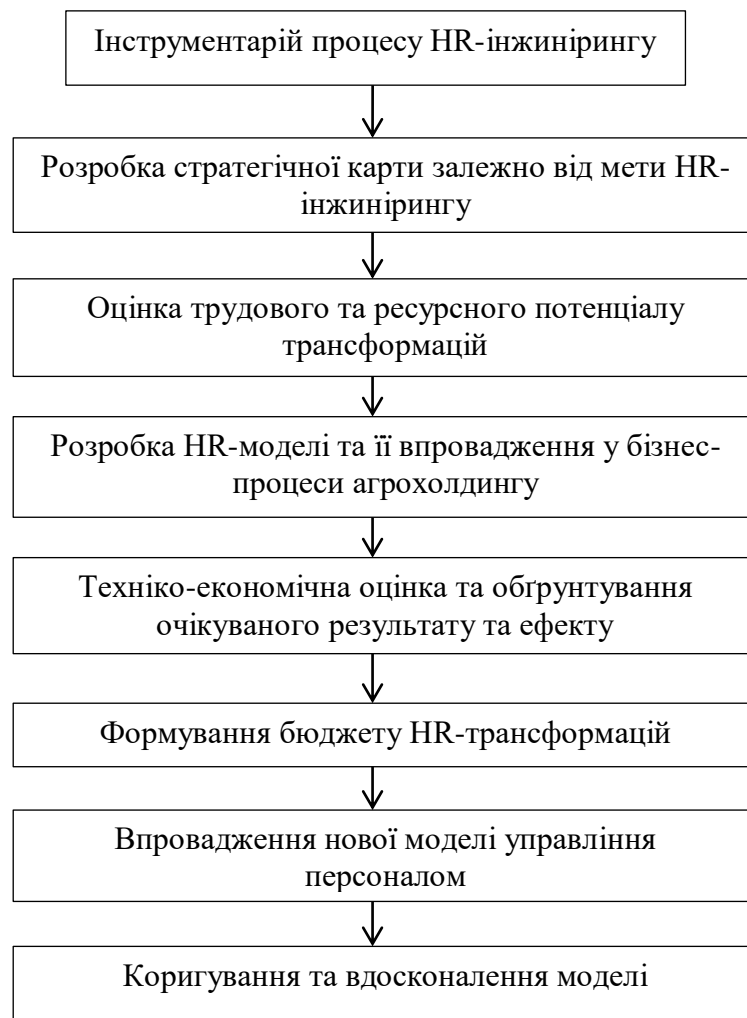 Інструментарій процесу HR-інжинірингу
Розробка стратегічної карти залежно від мети HR-
інжинірингу
Оцінка трудового та ресурсного потенціалу
трансформацій
Розробка HR-моделі та її впровадження у бізнес-
процеси агрохолдингу
Техніко-економічна оцінка та обґрунтування
очікуваного результату та ефекту
Формування бюджету HR-трансформацій
Впровадження нової моделі управління
персоналом
Коригування та вдосконалення моделі